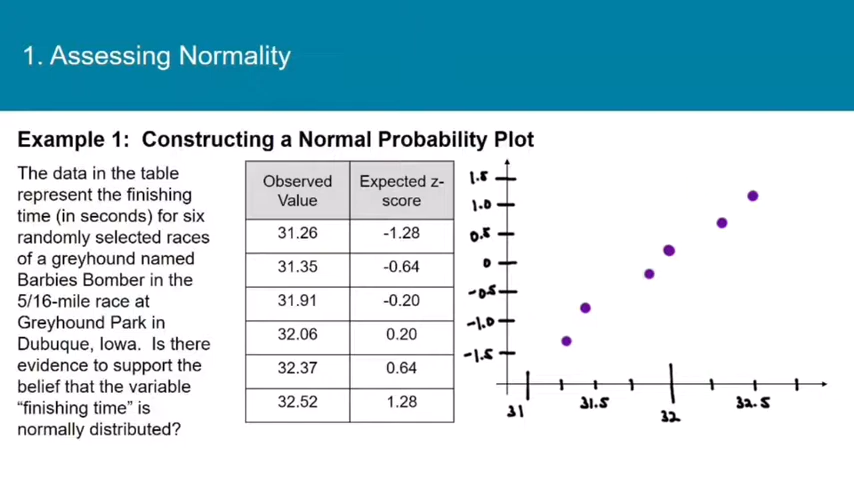 1. Assessing Normality
Example 1: Constructing a Normal Probability Plot
The data in the table
represent the finishing
time (in seconds) for six
randomly selected races
of a greyhound named
Barbies Bomber in the
5/16-mile race at
Greyhound Park in
Dubuque, Iowa. Is there
evidence to support the
belief that the variable
“finishing time” is
normally distributed?
Observed Value Expected z-score
31.26 -1.28
31.35 -0.64
31.91 -0.20
32.06 0.20
32.37 0.64
32.52 1.28
1.5
1.0
0.5
0
-0.5
-1.0
-1.5
31 31.5 32 32.5